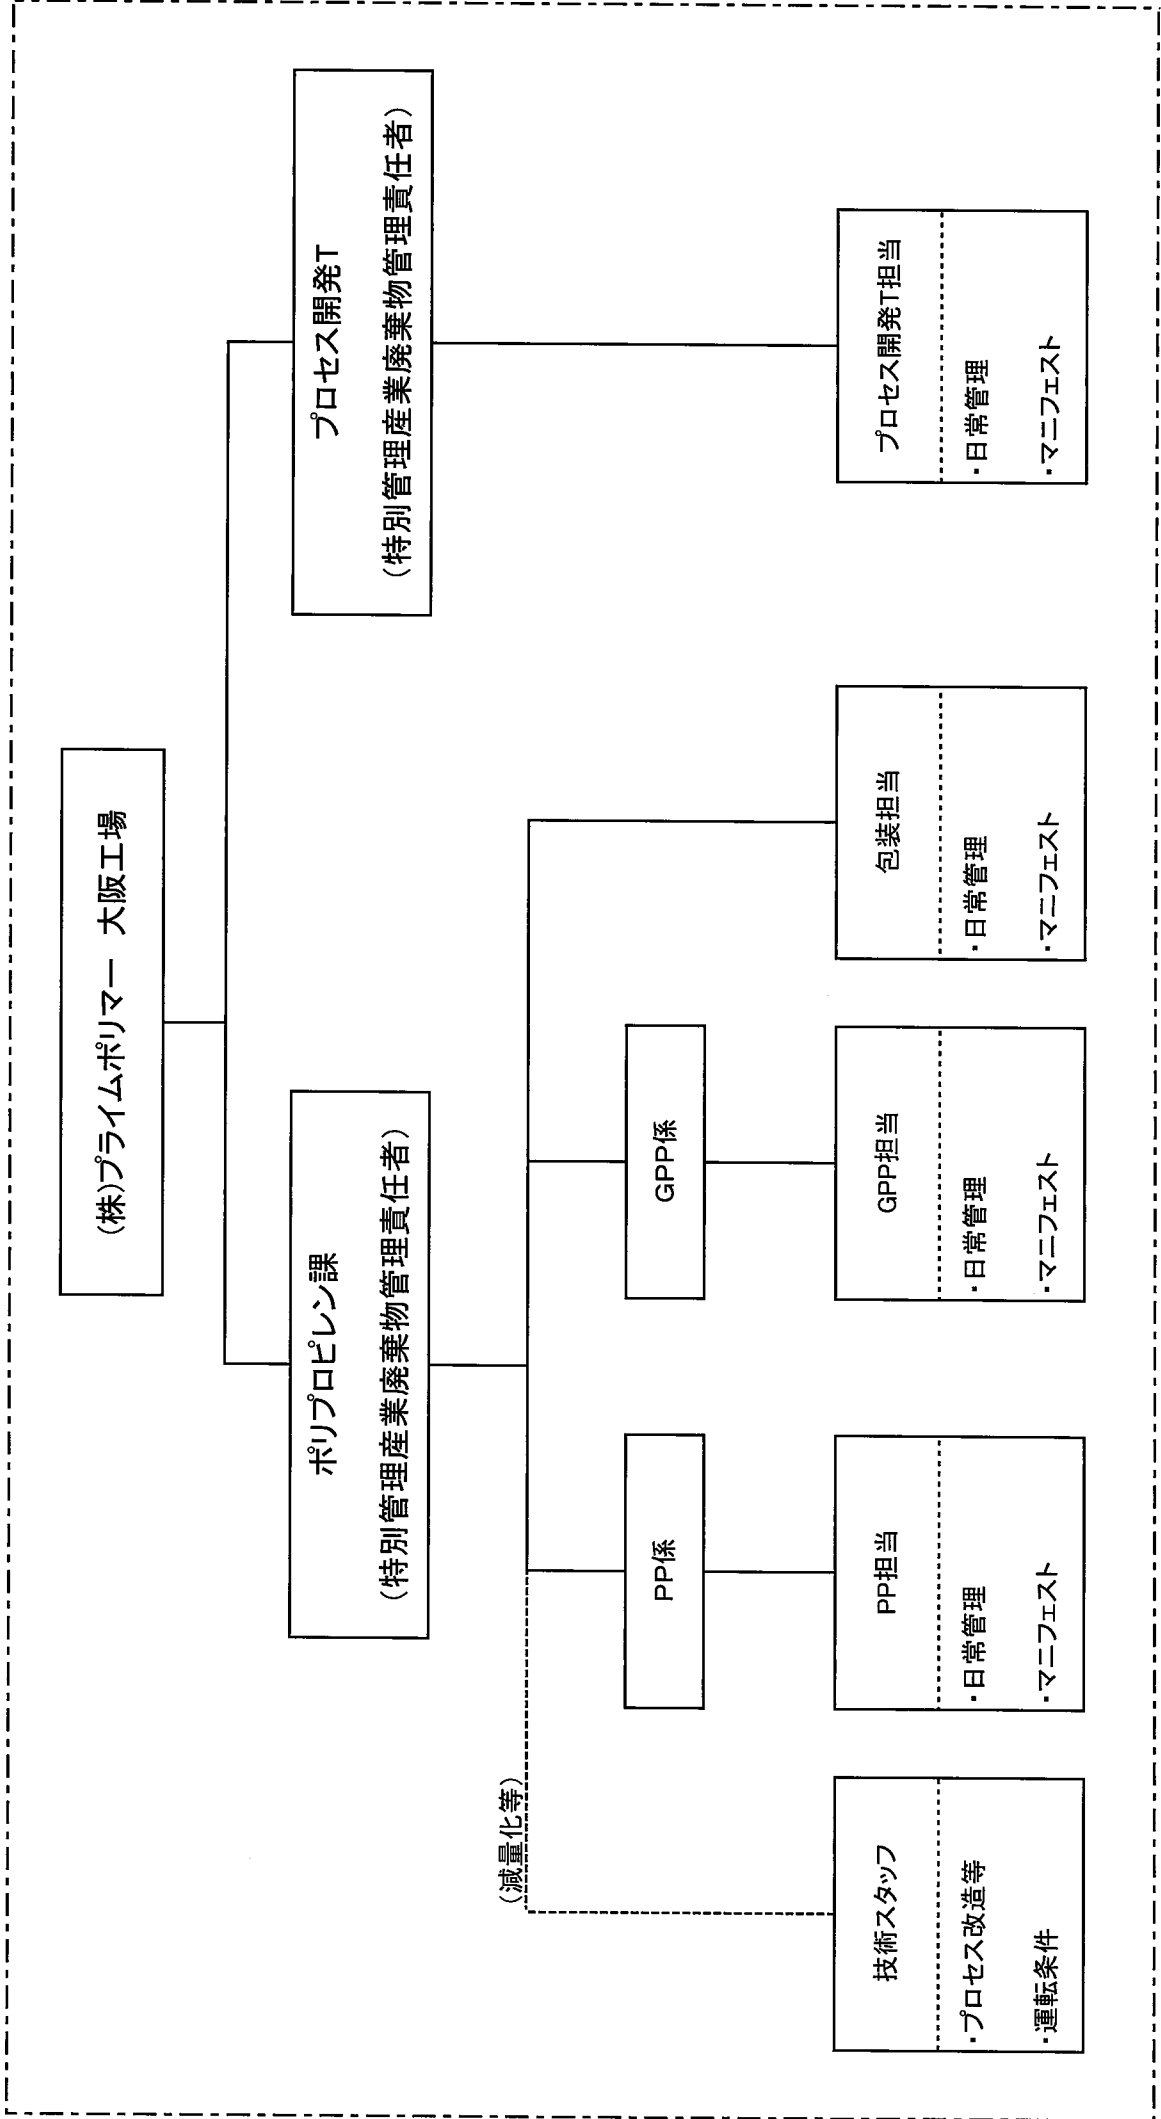 (株)プライムポリマー 大阪工場
ポリプロピレン課
(特別管理産業廃棄物管理責任者)
プロセス開発T
(特別管理産業廃棄物管理責任者)
(減量化等)
PP係
GPP係
技術スタッフ
・プロセス改造等
・運転条件
PP担当
・日常管理
・マニフェスト
GPP担当
・日常管理
・マニフェスト
包装担当
・日常管理
・マニフェスト
プロセス開発T担当
・日常管理
・マニフェスト